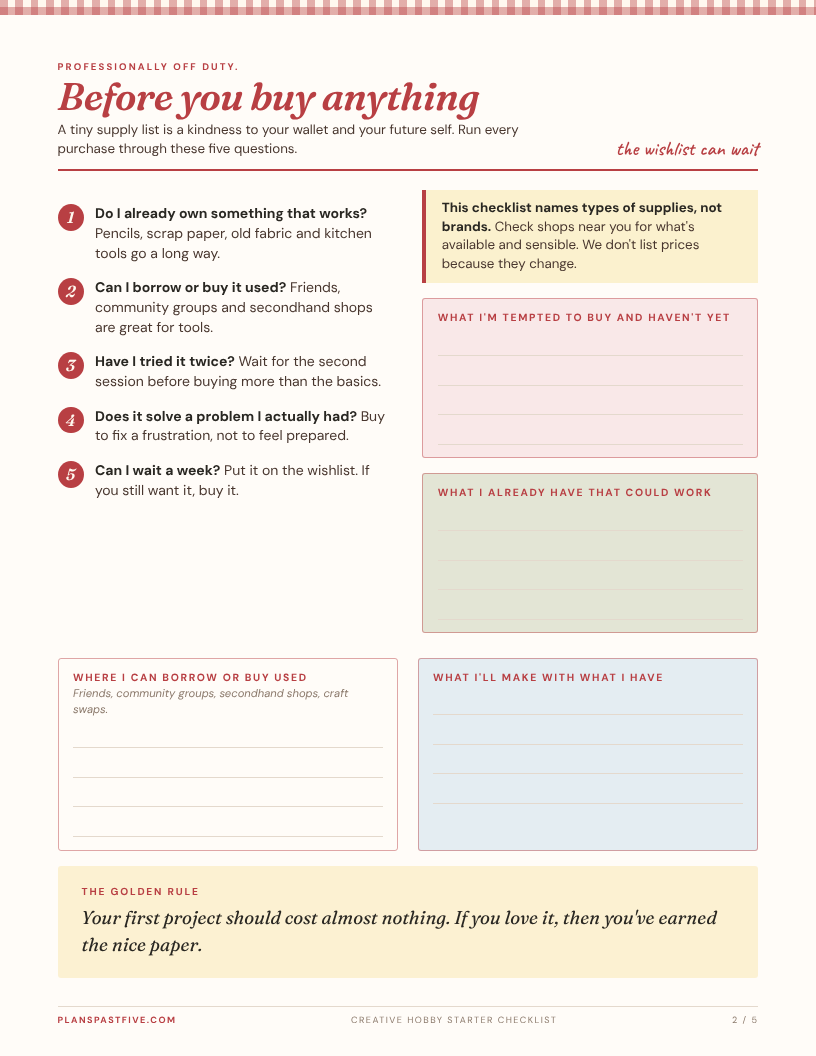 PROFESSIONALLY OFF DUTY.
Before you buy anything
A tiny supply list is a kindness to your wallet and your future self. Run every
purchase through these five questions.
the wishlist can wait
1 Do I already own something that works?
Pencils, scrap paper, old fabric and kitchen
tools go a long way.
2 Can I borrow or buy it used? Friends,
community groups and secondhand shops
are great for tools.
3 Have I tried it twice? Wait for the second
session before buying more than the basics.
4 Does it solve a problem I actually had? Buy
to fix a frustration, not to feel prepared.
5 Can I wait a week? Put it on the wishlist. If
you still want it, buy it.
This checklist names types of supplies, not
brands. Check shops near you for what's
available and sensible. We don't list prices
because they change.
WHAT I'M TEMPTED TO BUY AND HAVEN'T YET
WHAT I ALREADY HAVE THAT COULD WORK
WHERE I CAN BORROW OR BUY USED
Friends, community groups, secondhand shops, craft
swaps.
WHAT I'LL MAKE WITH WHAT I HAVE
THE GOLDEN RULE
Your first project should cost almost nothing. If you love it, then you've earned
the nice paper.
PLANSPASTFIVE.COM
CREATIVE HOBBY STARTER CHECKLIST
2 / 5